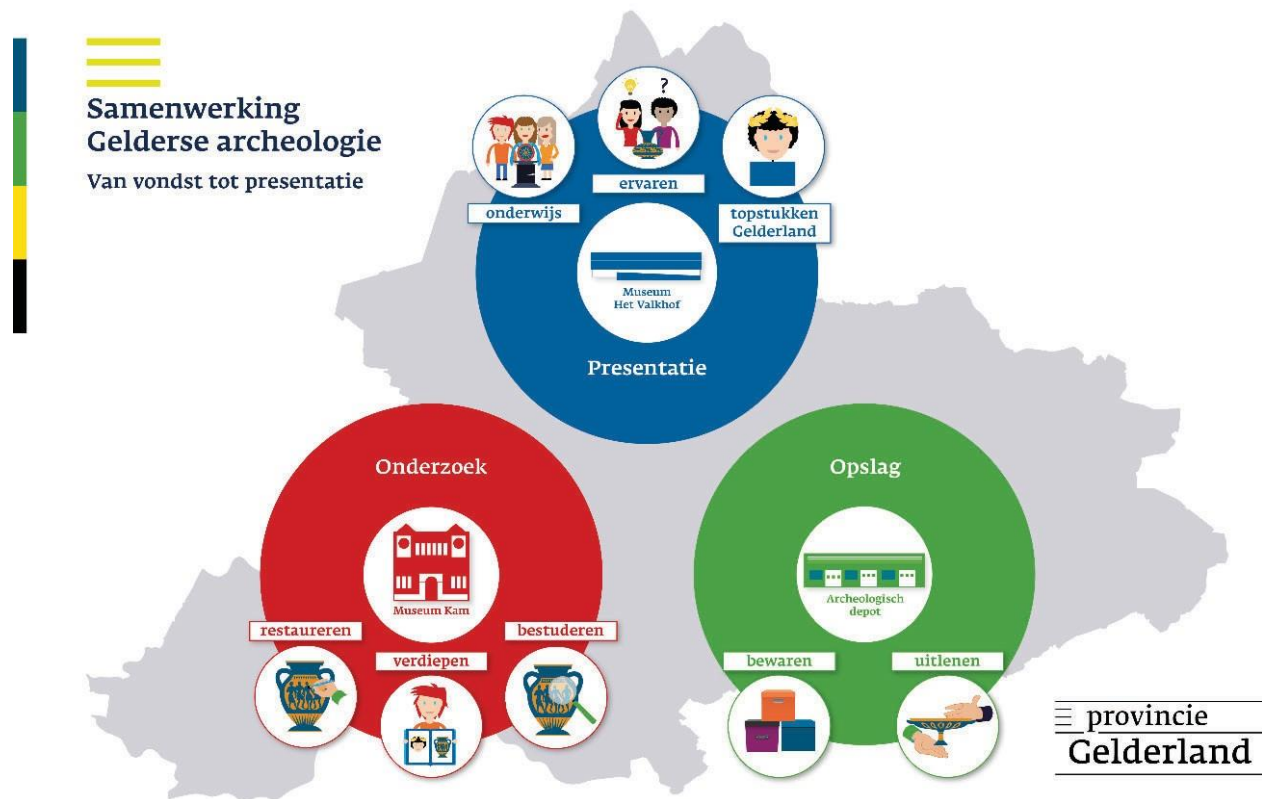 Samenwerking
Gelderse archeologie
Van vondst tot presentatie
?
ervaren
onderwijs
topstukken
Gelderland
Museum
Het Valkhof
Presentatie
Onderzoek
Museum Kam
restaureren
verdiepen
bestuderen
Opslag
Archeologisch
depot
bewaren
uitlenen
provincie
Gelderland